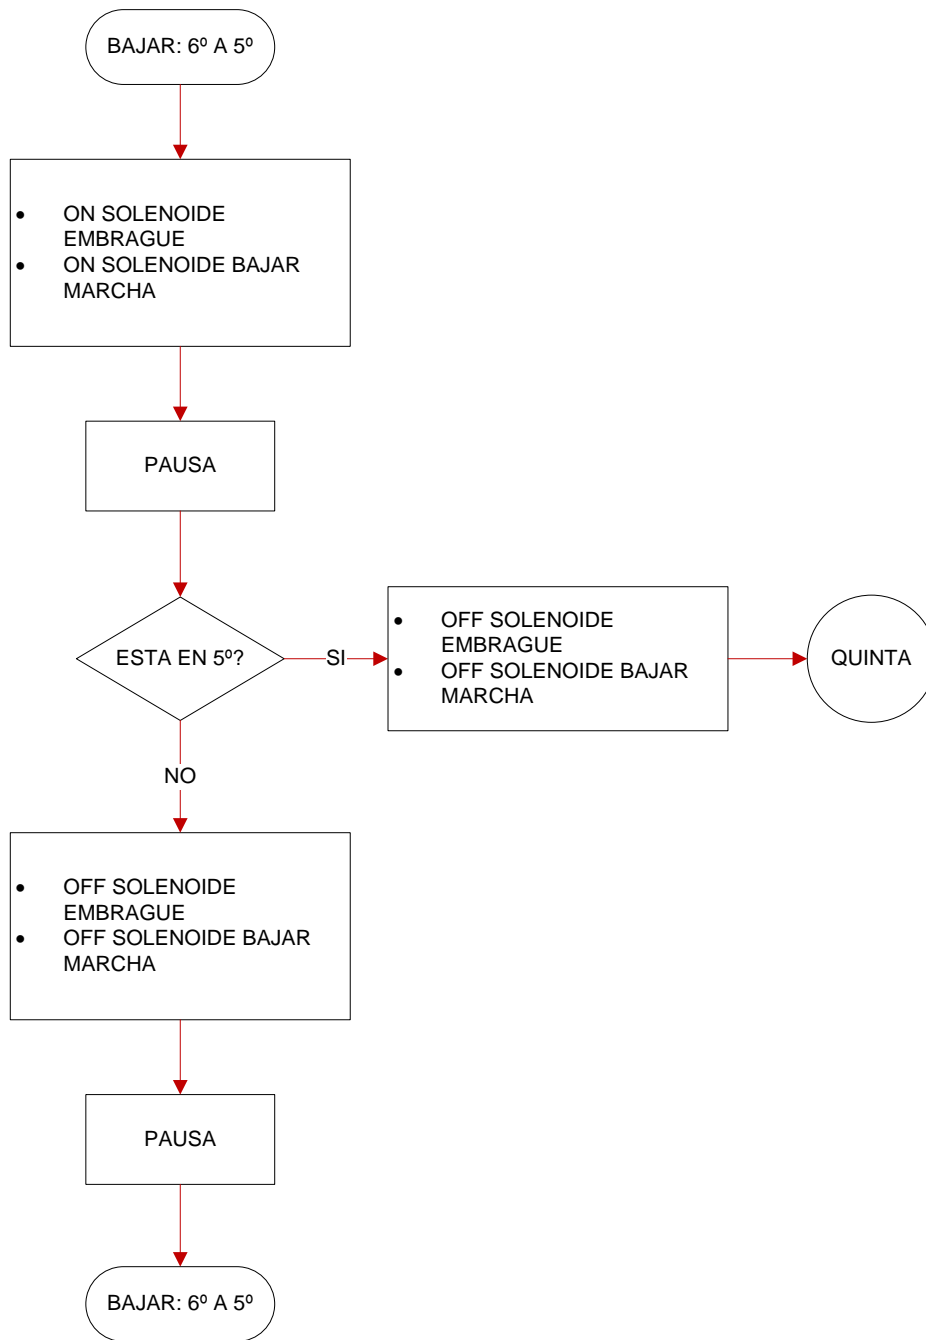 BAJAR: 6º A 5º
• ON SOLENOIDE
EMBRAGUE
• ON SOLENOIDE BAJAR
MARCHA
PAUSA
ESTA EN 5º?
SI
• OFF SOLENOIDE
EMBRAGUE
• OFF SOLENOIDE BAJAR
MARCHA
QUINTA
NO
• OFF SOLENOIDE
EMBRAGUE
• OFF SOLENOIDE BAJAR
MARCHA
PAUSA
BAJAR: 6º A 5º